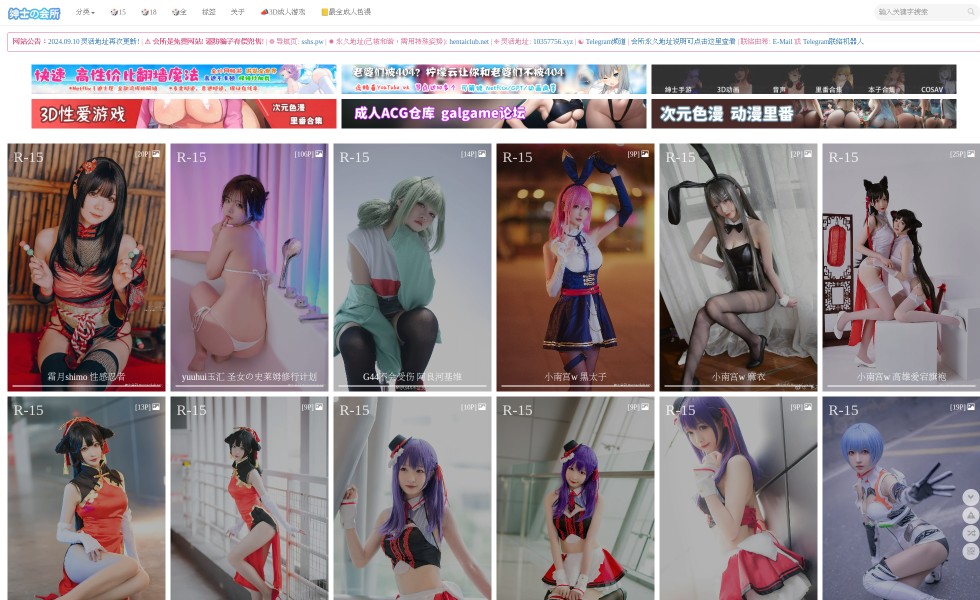 绅士の会所 分类 15 18 全 标签 关于 3D成人游戏 最全成人色漫 输入关键字搜索
网站公告：2024.09.10 灵活地址再次更新! | ⚠ 会所是免费网站! 谨防骗子有偿兜售! | 导航页: sshs.pw | 永久地址(已被和谐，需用特殊姿势): hentaiclub.net | 灵活地址: 10357756.xyz | Telegram频道 | 会所永久地址说明可点击这里查看 | 联络出邪: E-Mail 或 Telegram联络机器人
快速 高性价比翻墙魔法
老婆们被404? 柠檬云让你和老婆们不被404
绅士手游 3D动画 音声 里番合集 本子合集 COSAV
3D性爱游戏 次元色漫 里番合集
成人ACG仓库 galgame论坛
次元色漫 动漫里番
R-15 [20P] R-15 [106P] R-15 [14P] R-15 [9P] R-15 [2P] R-15 [25P]
霜月shimo 性感忍者 yuuhui玉汇 圣女の史莱姆修行计划 G44不会受伤 阿良河基维 小南宫w 黑太子 小南宫w 麻衣 小南宫w 高雄爱宕旗袍
R-15 [13P] R-15 [9P] R-15 [10P] R-15 [9P] R-15 [9P] R-15 [19P]